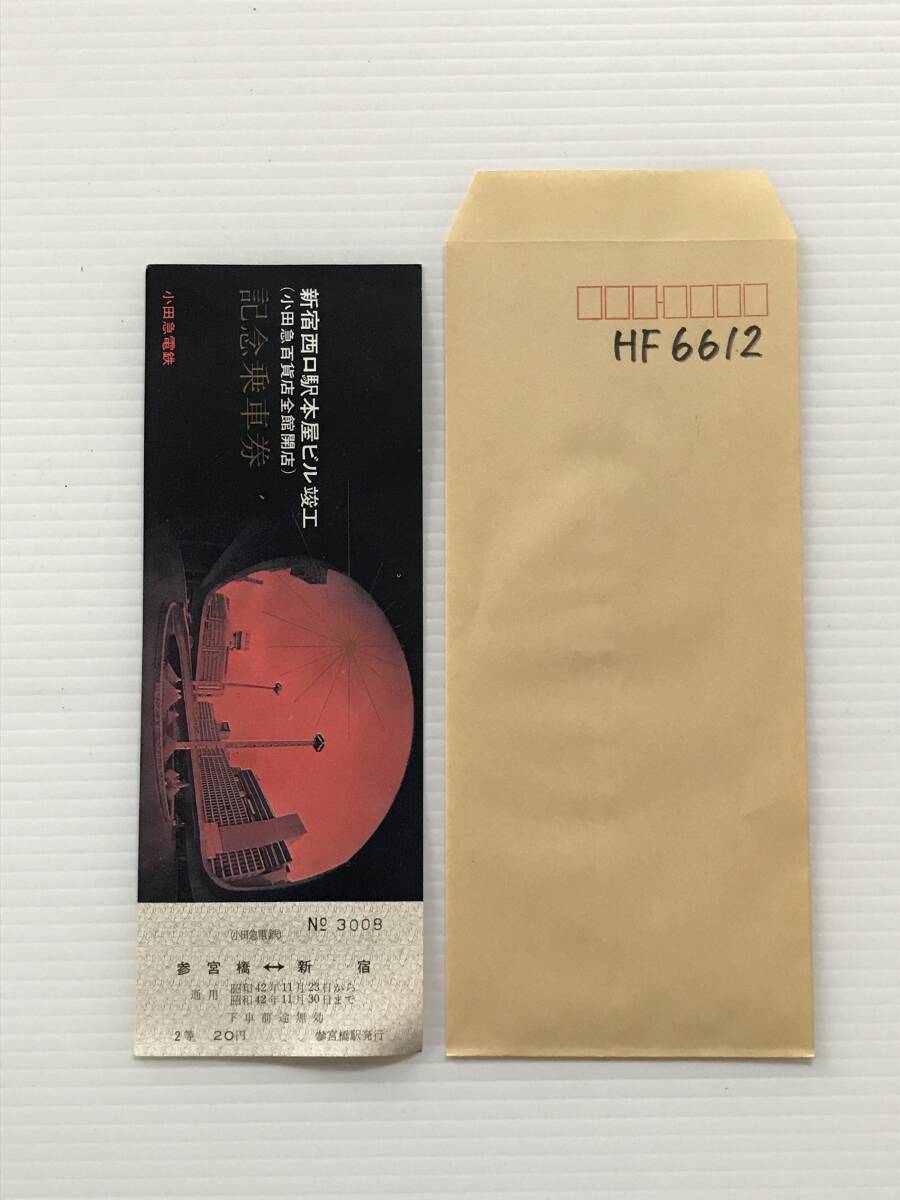 新宿西口駅本屋ビル竣工
(小田急百貨店全館開店)
記念乗車券
小田急電鉄
№ 3008
(小田急電鉄)
参宮橋 ↔ 新宿
通用 昭和42年11月23日から
昭和42年11月30日まで
下車前途無効
2等 20円 参宮橋駅発行
HF6612